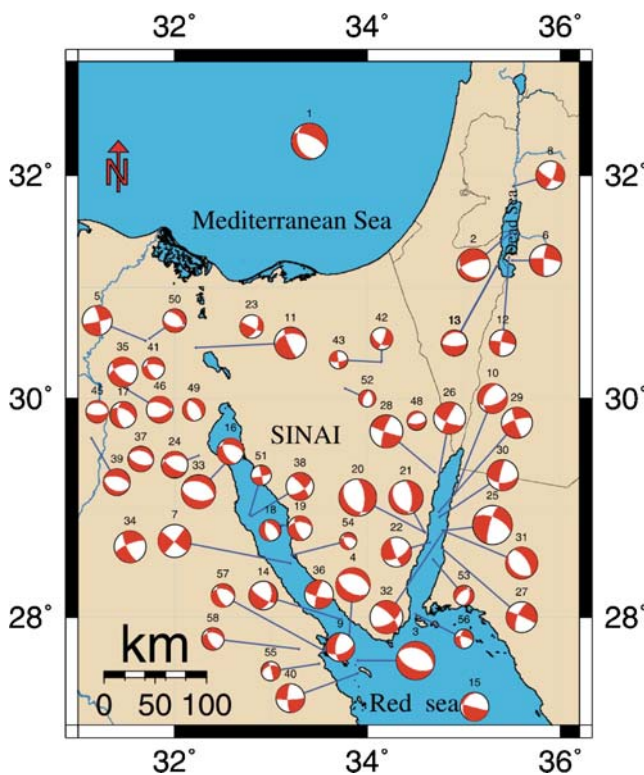 32° 34° 36°
1
32° 32°
N
8
Mediterranean Sea
Dead Sea
2 6
5 50 23 11 42 13 12
35 41 43 10
30° 30°
45 17 46 49 52 28 48 26 29
16 SINAI
37 24 51 38 20 21 30
39 33 25
34 7 18 19 54 22 31
4
57 14 36 32 53 27
28° 28°
58 9 3 56
km 55
40 15
0 50 100 Red sea
32° 34° 36°